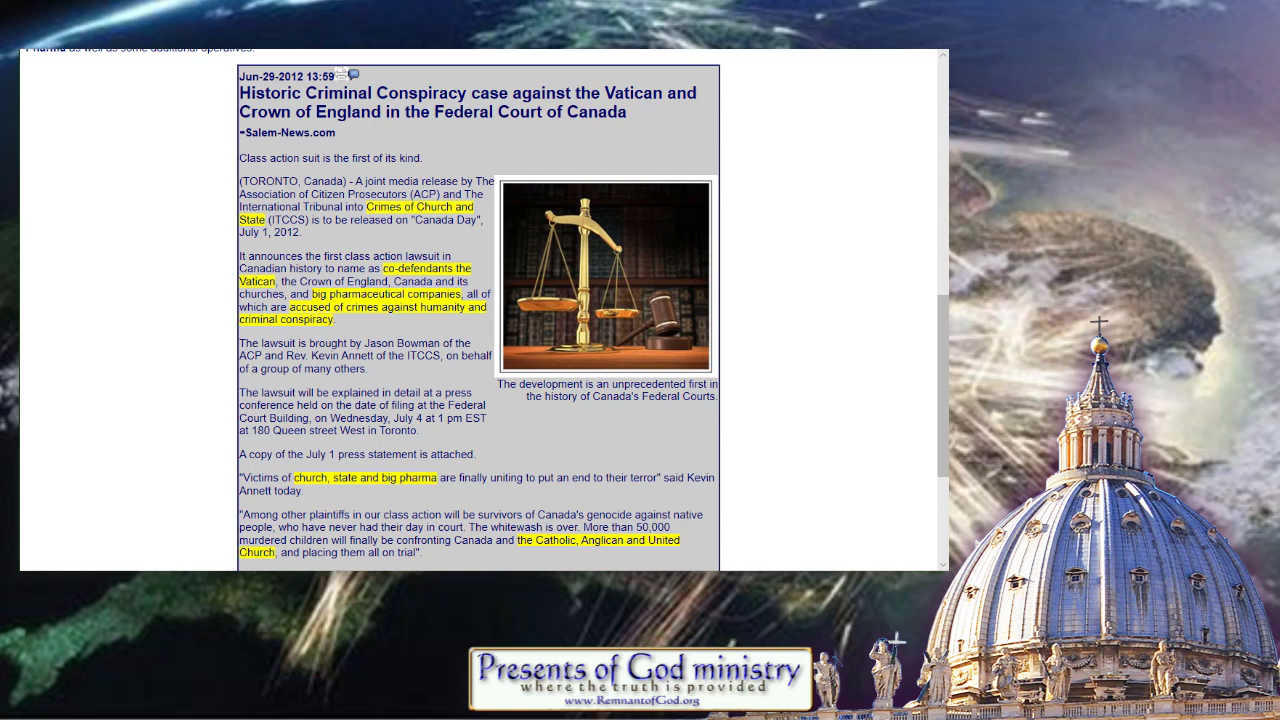 Pharma as well as some additional operatives.
Jun-29-2012 13:59
Historic Criminal Conspiracy case against the Vatican and
Crown of England in the Federal Court of Canada
-Salem-News.com
Class action suit is the first of its kind.
(TORONTO, Canada) - A joint media release by The
Association of Citizen Prosecutors (ACP) and The
International Tribunal into Crimes of Church and
State (ITCCS) is to be released on "Canada Day",
July 1, 2012.
It announces the first class action lawsuit in
Canadian history to name as co-defendants the
Vatican, the Crown of England, Canada and its
churches, and big pharmaceutical companies, all of
which are accused of crimes against humanity and
criminal conspiracy.
The lawsuit is brought by Jason Bowman of the
ACP and Rev. Kevin Annett of the ITCCS, on behalf
of a group of many others.
The development is an unprecedented first in
the history of Canada's Federal Courts.
The lawsuit will be explained in detail at a press
conference held on the date of filing at the Federal
Court Building, on Wednesday, July 4 at 1 pm EST
at 180 Queen street West in Toronto.
A copy of the July 1 press statement is attached.
"Victims of church, state and big pharma are finally uniting to put an end to their terror" said Kevin
Annett today.
"Among other plaintiffs in our class action will be survivors of Canada's genocide against native
people, who have never had their day in court. The whitewash is over. More than 50,000
murdered children will finally be confronting Canada and the Catholic, Anglican and United
Church, and placing them all on trial".
Presents of God ministry
where the truth is provided
www.RemnantofGod.org